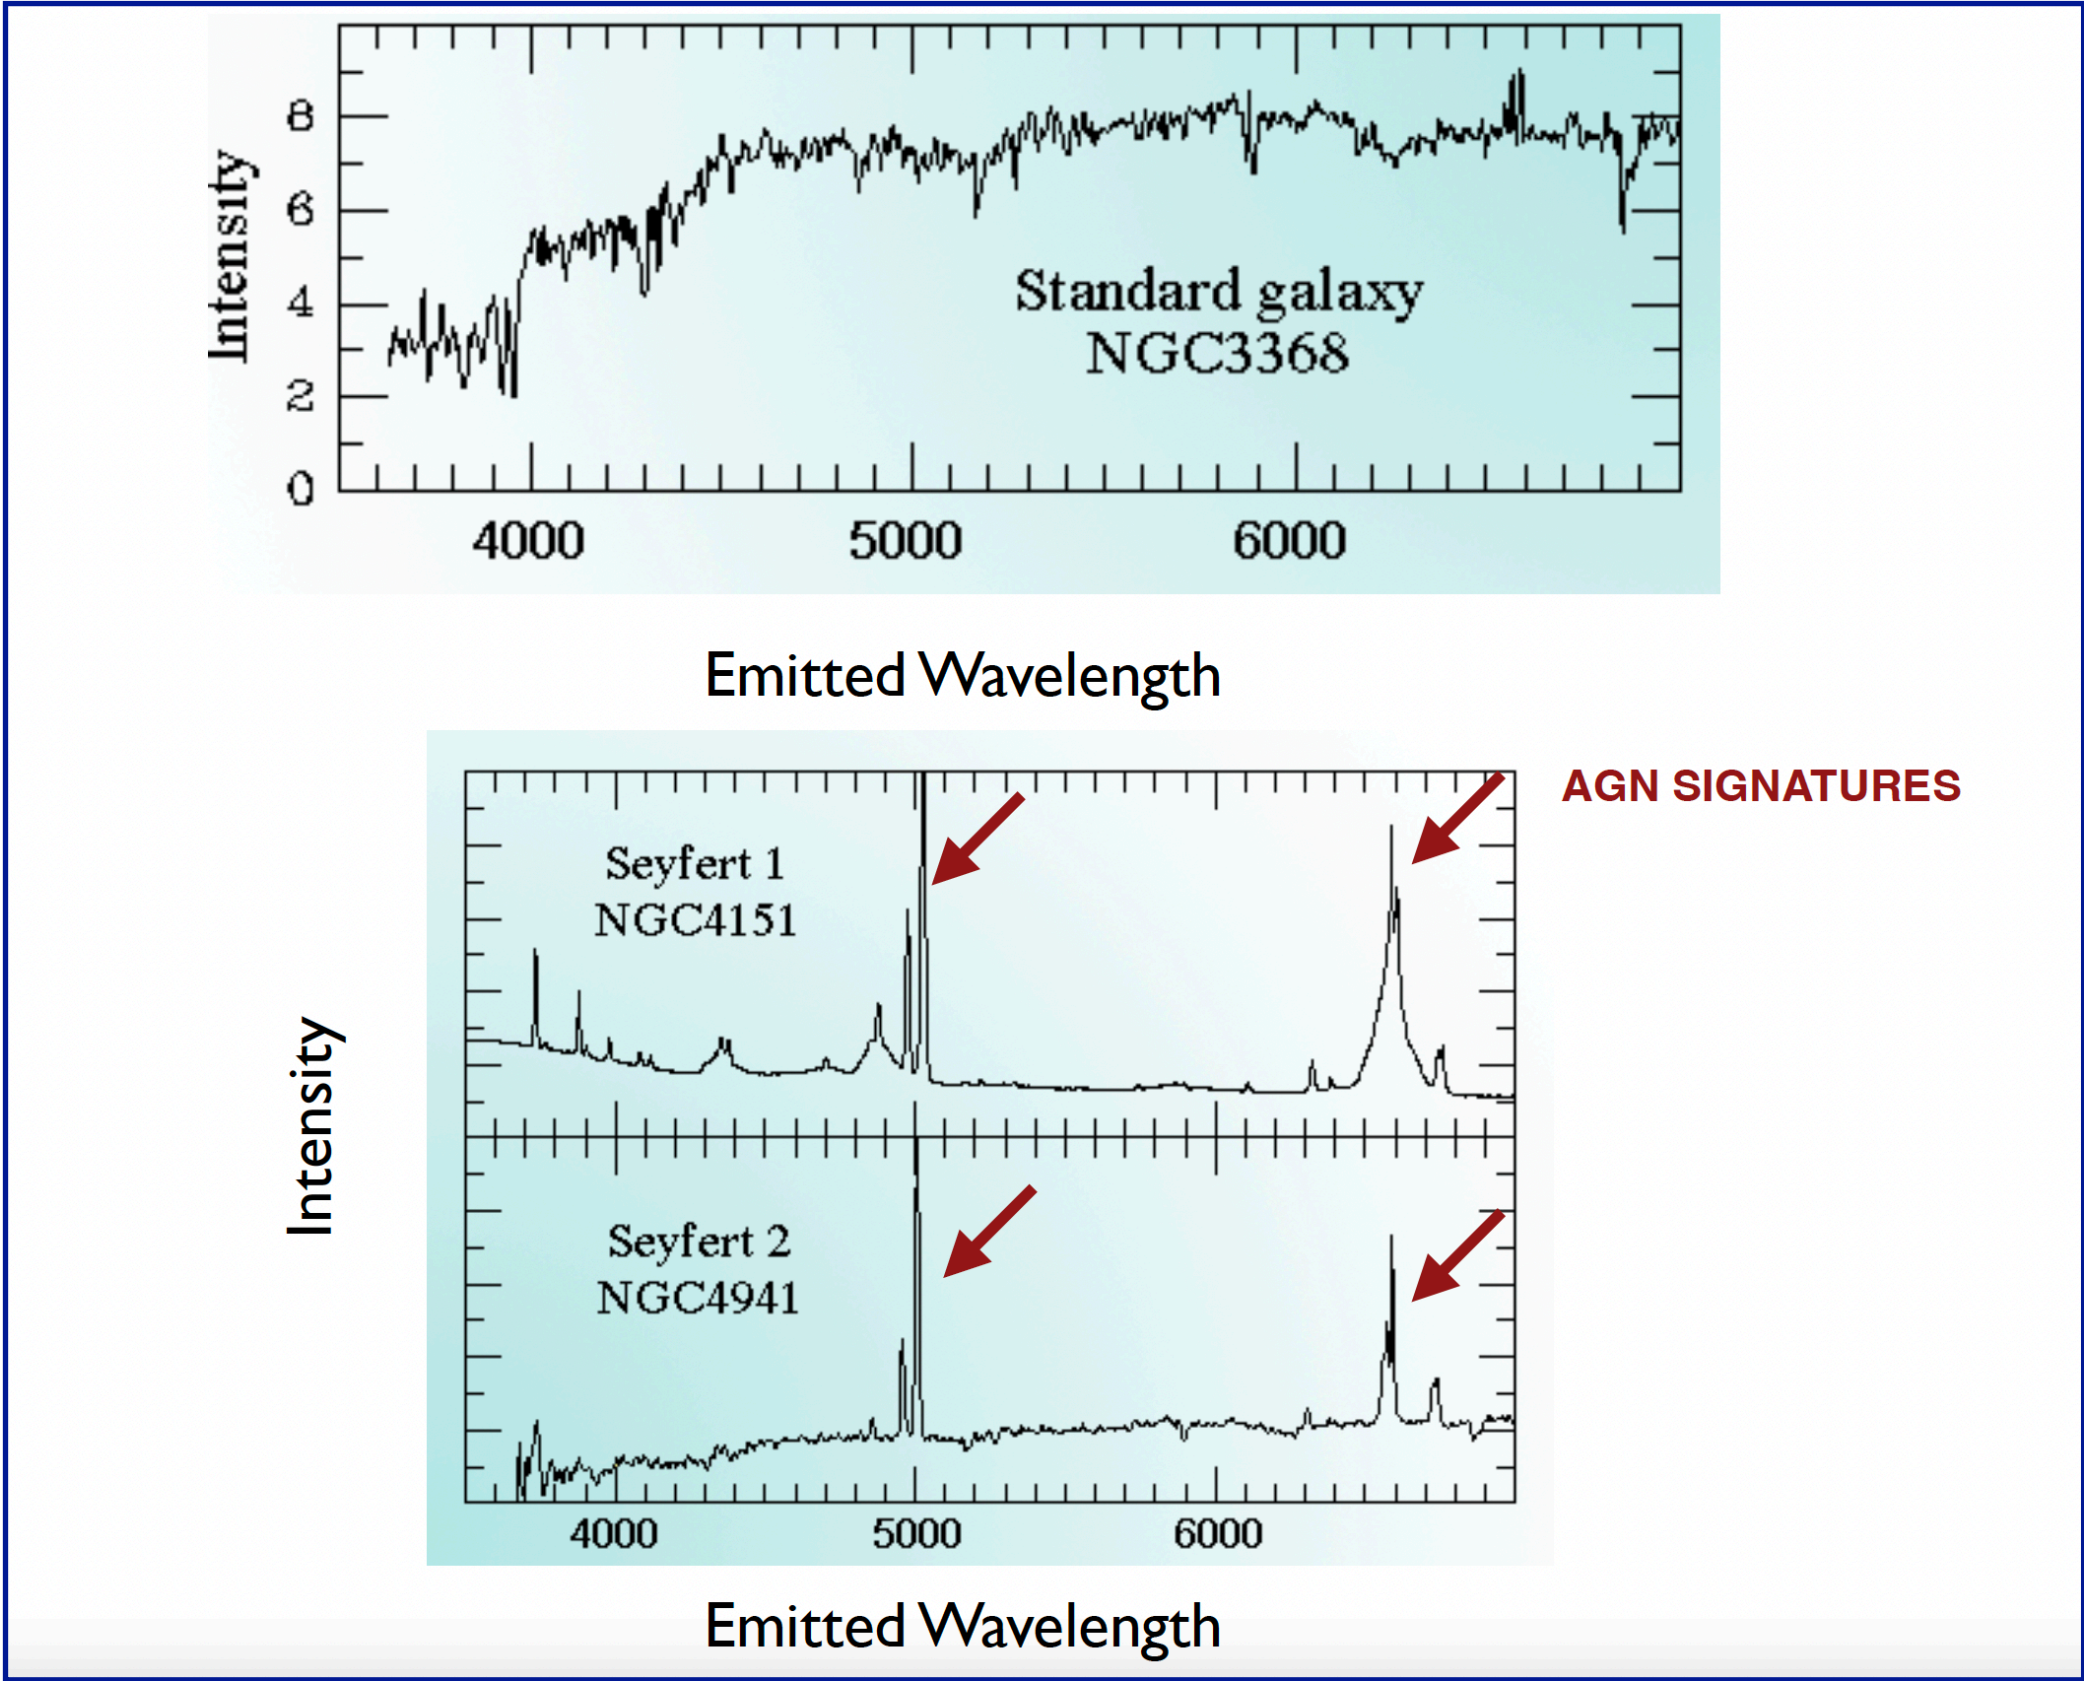 8
6
4
2
0
Intensity
Standard galaxy
NGC3368
4000 5000 6000
Emitted Wavelength
AGN SIGNATURES
Seyfert 1
NGC4151
Intensity
Seyfert 2
NGC4941
4000 5000 6000
Emitted Wavelength